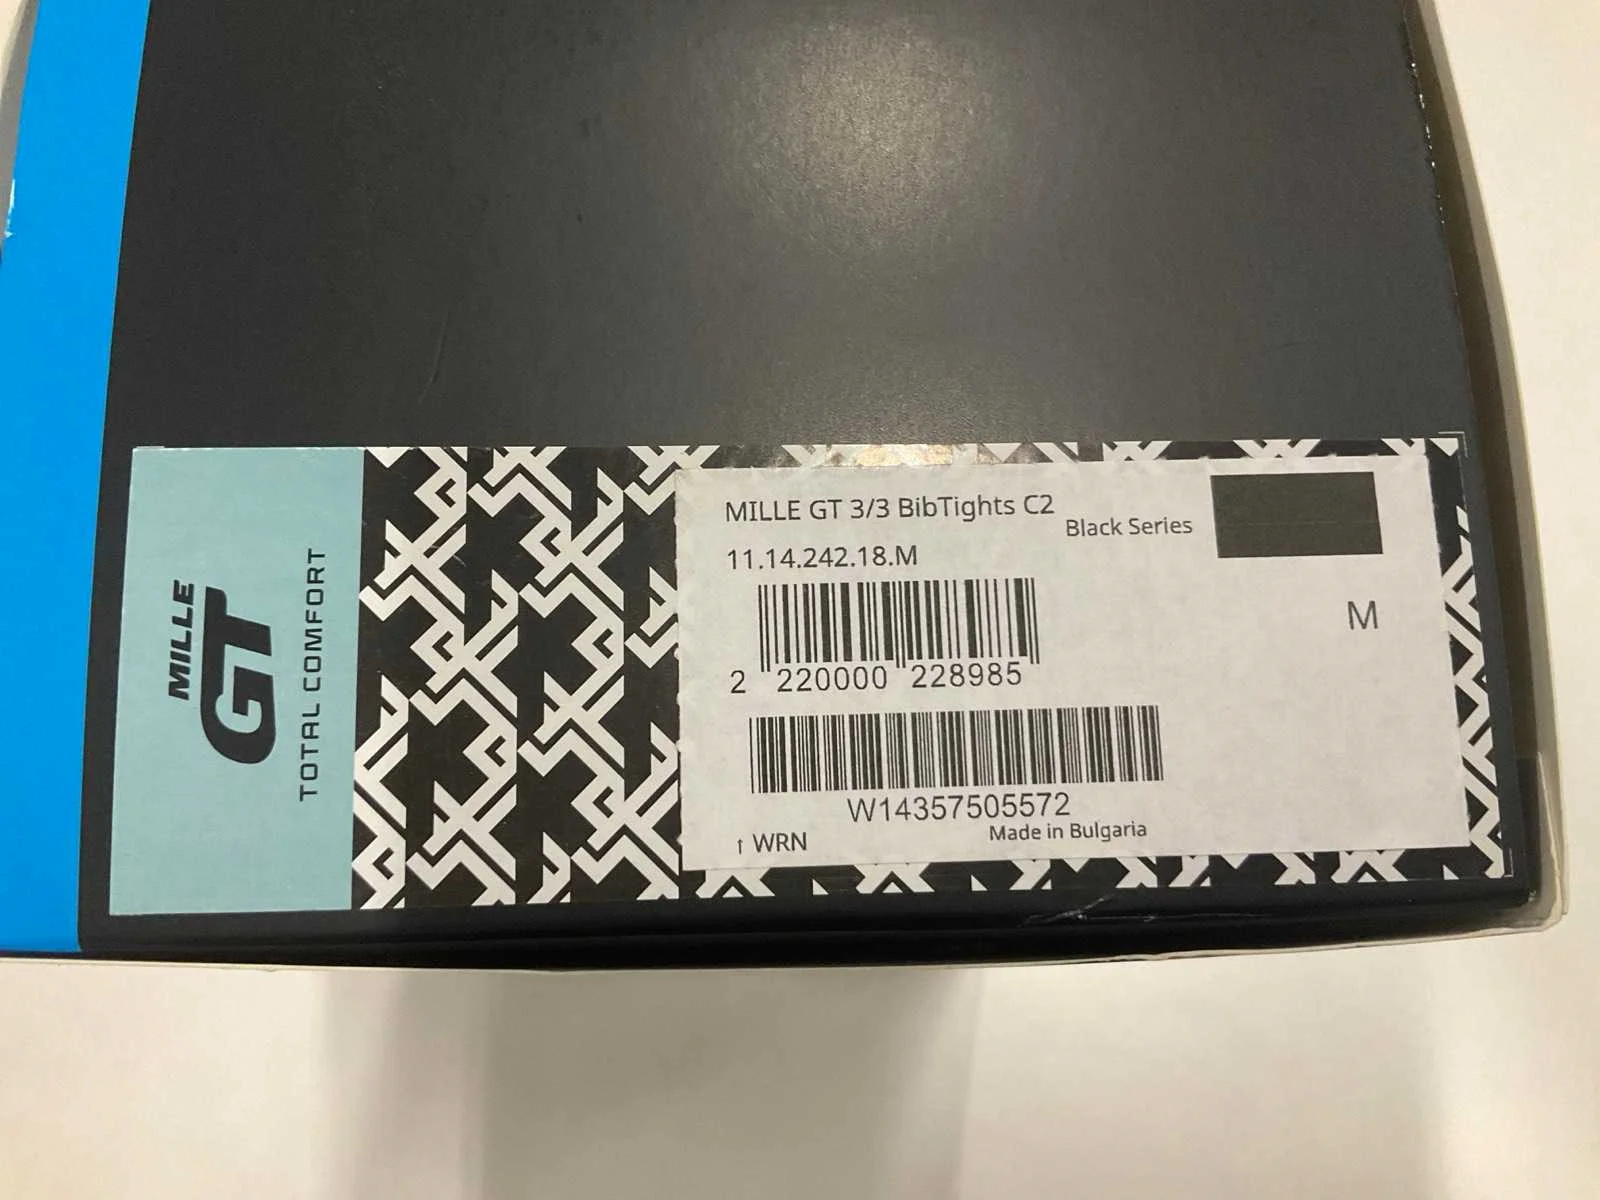 MILLE
GT
TOTAL COMFORT
MILLE GT 3/3 BibTights C2
Black Series
11.14.242.18.M
M
2 220000 228985
W14357505572
Made in Bulgaria
↑ WRN